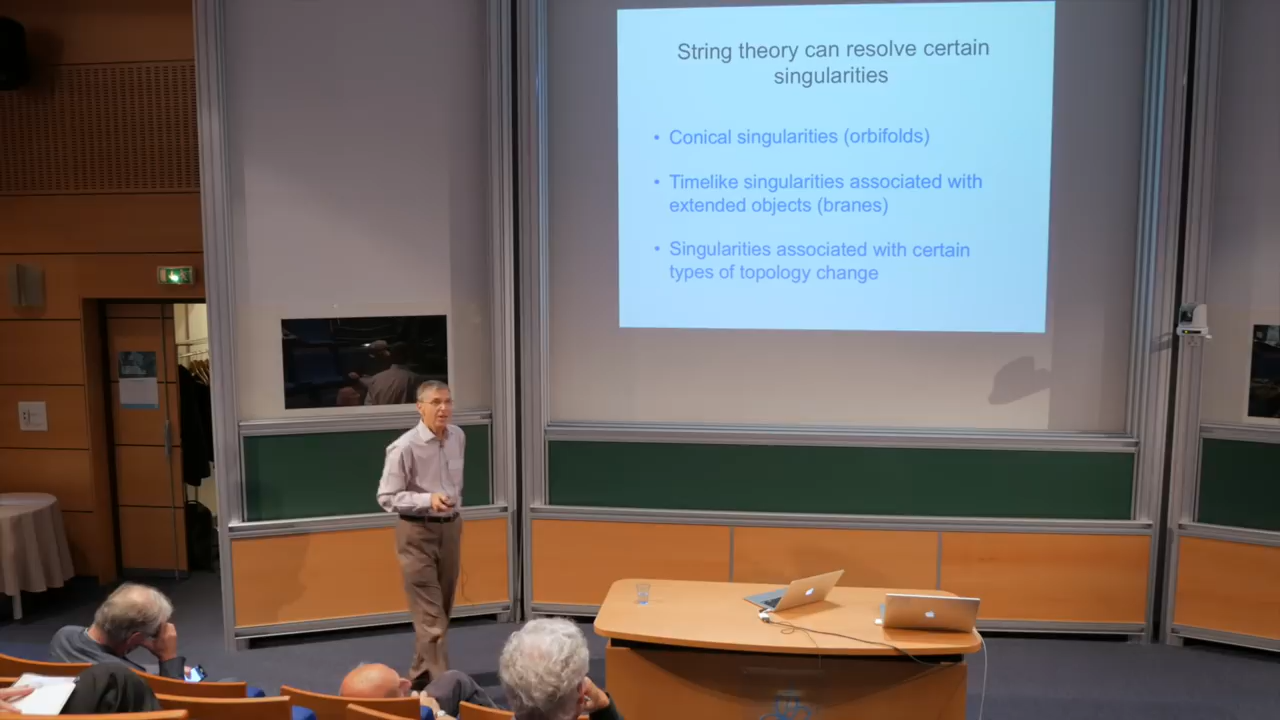 String theory can resolve certain
singularities
• Conical singularities (orbifolds)
• Timelike singularities associated with
extended objects (branes)
• Singularities associated with certain
types of topology change